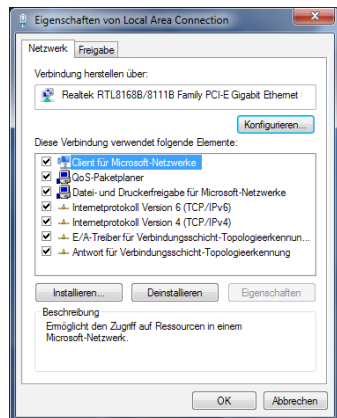 Eigenschaften von Local Area Connection
Netzwerk Freigabe
Verbindung herstellen über:
Realtek RTL8168B/8111B Family PCI-E Gigabit Ethernet
Konfigurieren...
Diese Verbindung verwendet folgende Elemente:
Client für Microsoft-Netzwerke
QoS-Paketplaner
Datei- und Druckerfreigabe für Microsoft-Netzwerke
Internetprotokoll Version 6 (TCP/IPv6)
Internetprotokoll Version 4 (TCP/IPv4)
E/A-Treiber für Verbindungsschicht-Topologieerkennun...
Antwort für Verbindungsschicht-Topologieerkennung
Installieren... Deinstallieren Eigenschaften
Beschreibung
Ermöglicht den Zugriff auf Ressourcen in einem
Microsoft-Netzwerk.
OK Abbrechen